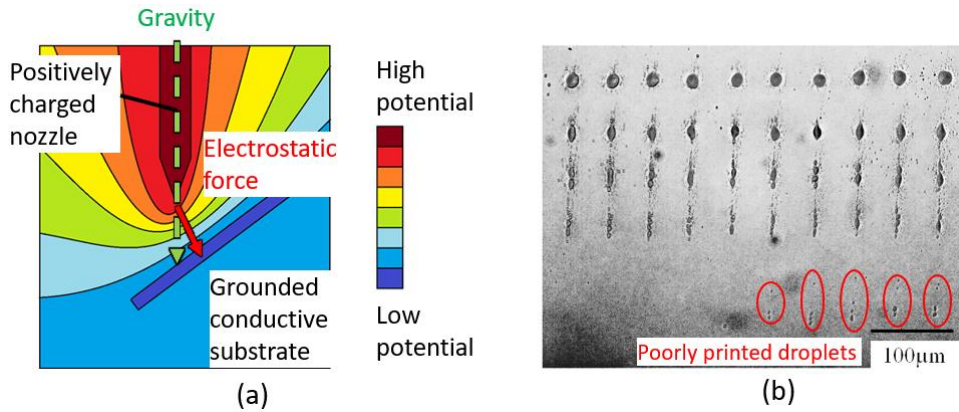 Gravity
Positively
charged
nozzle
Electrostatic
force
Grounded
conductive
substrate
High
potential
Low
potential
(a)
Poorly printed droplets
100μm
(b)